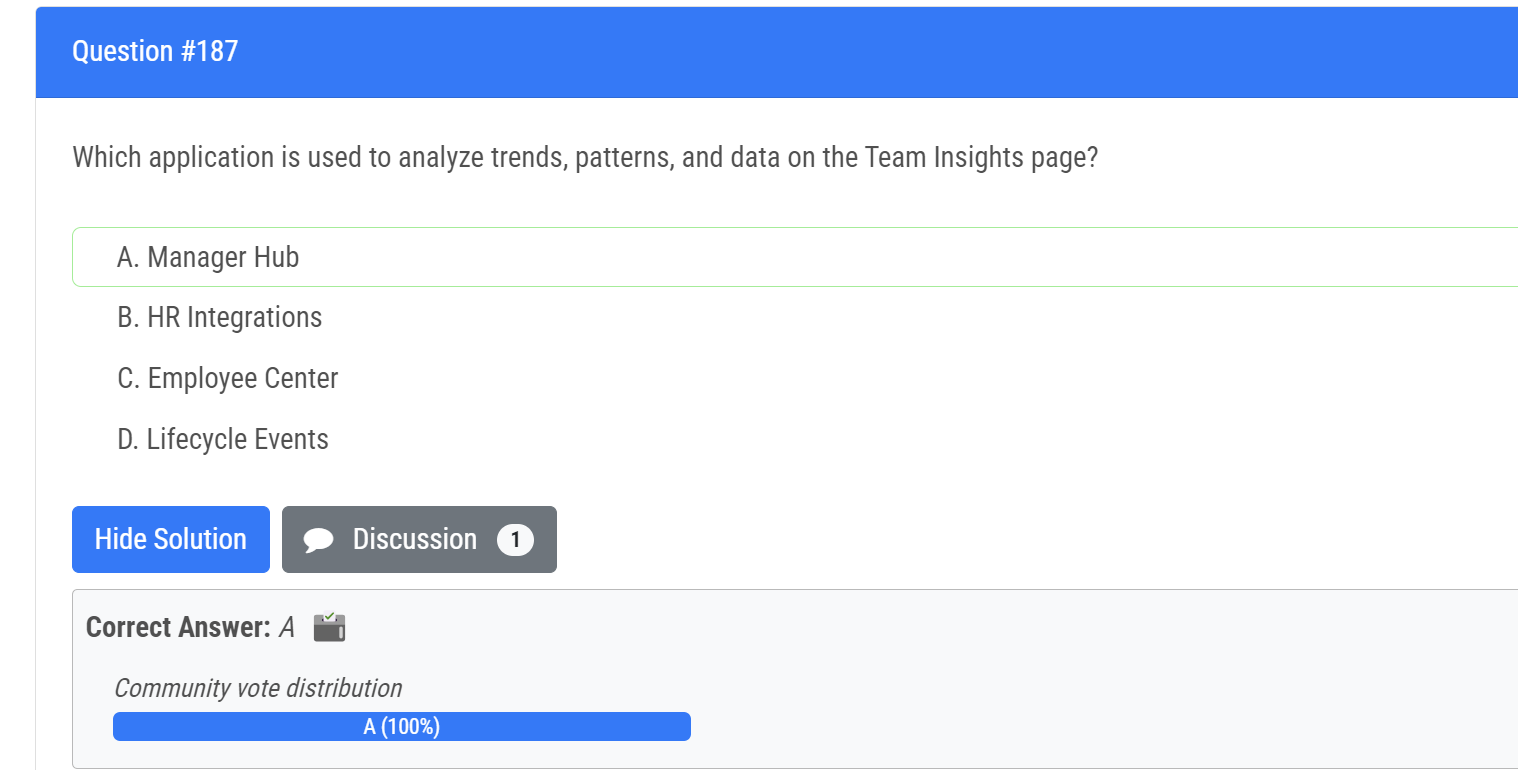 Question #187
Which application is used to analyze trends, patterns, and data on the Team Insights page?
A. Manager Hub
B. HR Integrations
C. Employee Center
D. Lifecycle Events
Hide Solution
Discussion 1
Correct Answer: A
Community vote distribution
A (100%)